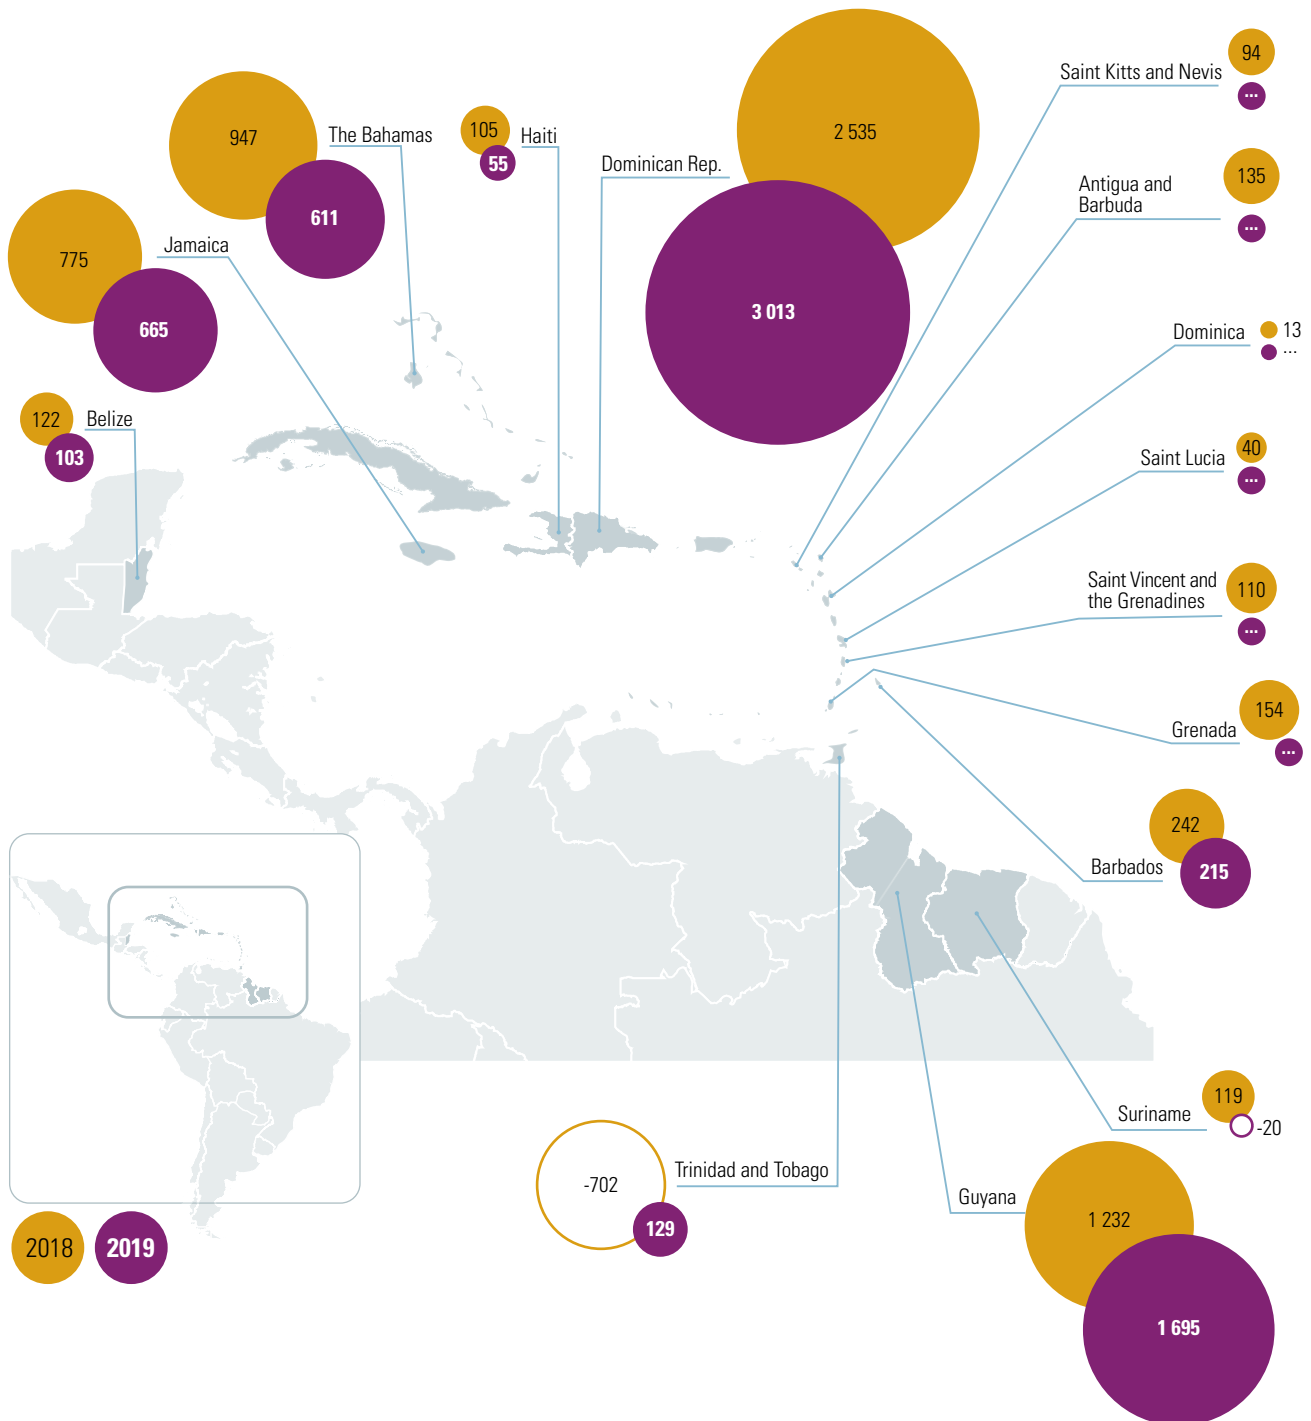 94
Saint Kitts and Nevis
...
2 535
947
The Bahamas
105
Haiti
55
Dominican Rep.
135
Antigua and
Barbuda
...
611
Jamaica
775
665
3 013
Dominica
13
...
122
Belize
103
40
Saint Lucia
...
Saint Vincent and
the Grenadines
110
...
154
Grenada
...
242
Barbados
215
119
Suriname
-20
-702
Trinidad and Tobago
129
Guyana
1 232
1 695
2018
2019